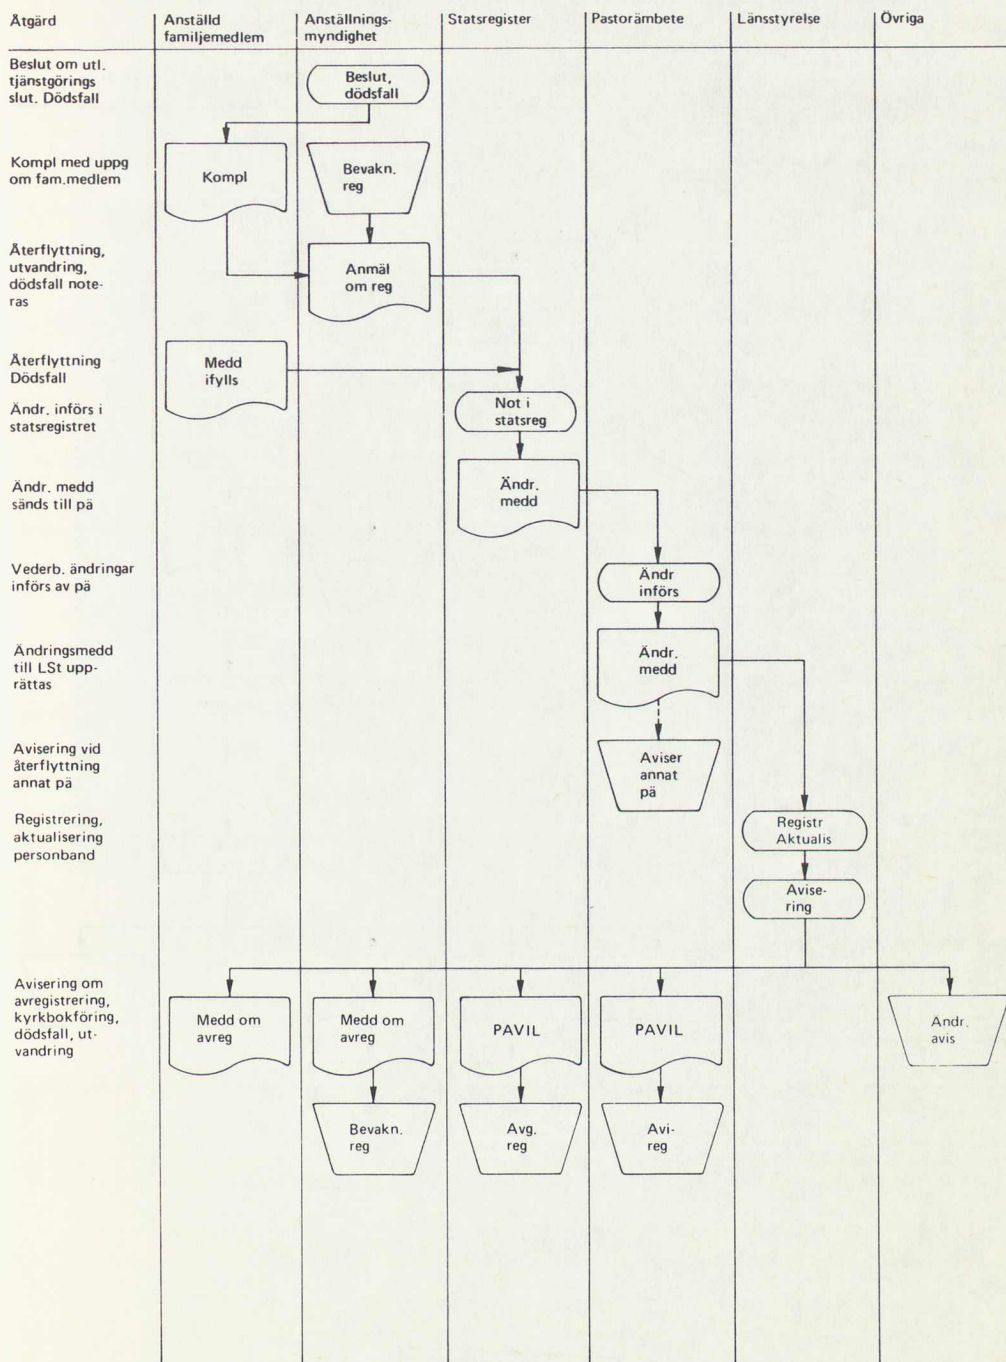 Åtgärd
Anställd
familjemedlem
Anställnings-
myndighet
Statsregister
Pastorämbete
Länsstyrelse
Övriga
Beslut om utl.
tjänstgörings
slut. Dödsfall
Beslut,
dödsfall
Kompl med uppg
om fam.medlem
Kompl
Bevakn.
reg
Återflyttning,
utvandring,
dödsfall note-
ras
Anmäl
om reg
Återflyttning
Dödsfall
Medd
ifylls
Ändr. införs i
statsregistret
Not i
statsreg
Ändr. medd
sänds till pä
Ändr.
medd
Vederb. ändringar
införs av pä
Ändr
införs
Ändringsmedd
till LSt upp-
rättas
Ändr.
medd
Avisering vid
återflyttning
annat pä
Aviser
annat
pä
Registrering,
aktualisering
personband
Registr
Aktualis
Avise-
ring
Avisering om
avregistrering,
kyrkbokföring,
dödsfall, ut-
vandring
Medd om
avreg
Medd om
avreg
PAVIL
PAVIL
Ändr.
avis
Bevakn.
reg
Avg.
reg
Avi-
reg